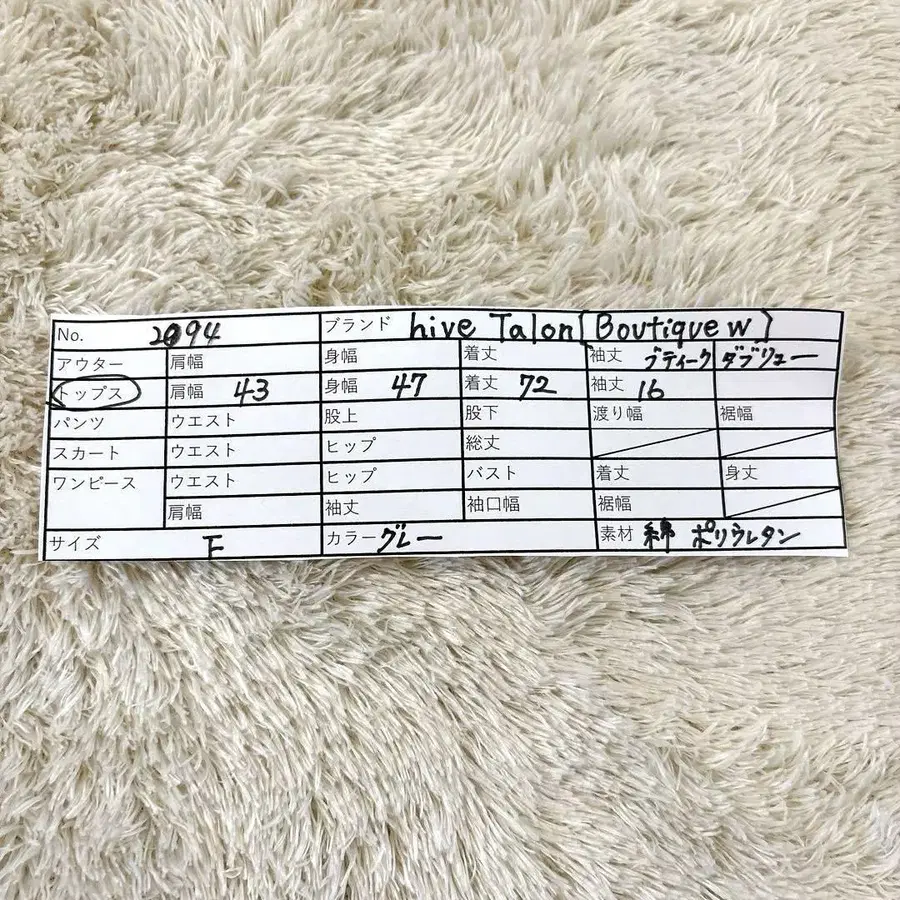 No. 2094 ブランド hive Talon [Boutique w]
アウター 肩幅 身幅 着丈 袖丈 ブティック ダブリュー
トップス 肩幅 43 身幅 47 着丈 72 袖丈 16
パンツ ウエスト 股上 股下 渡り幅 裾幅
スカート ウエスト ヒップ 総丈
ワンピース ウエスト ヒップ バスト 着丈 身丈
肩幅 袖丈 袖口幅 裾幅
サイズ F カラー グレー 素材 綿 ポリウレタン